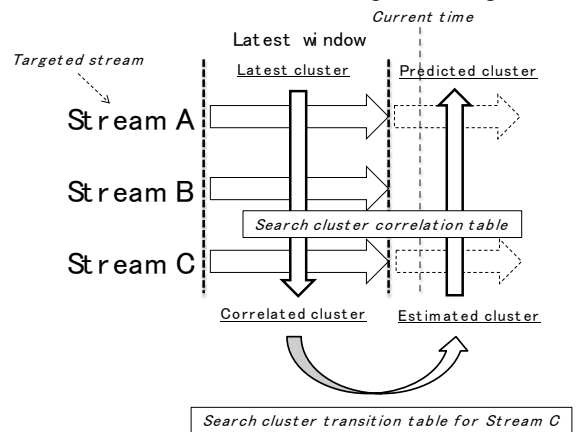 Current time
Latest window
Targeted stream
Latest cluster
Predicted cluster
Stream A
Stream B
Search cluster correlation table
Stream C
Correlated cluster
Estimated cluster
Search cluster transition table for Stream C